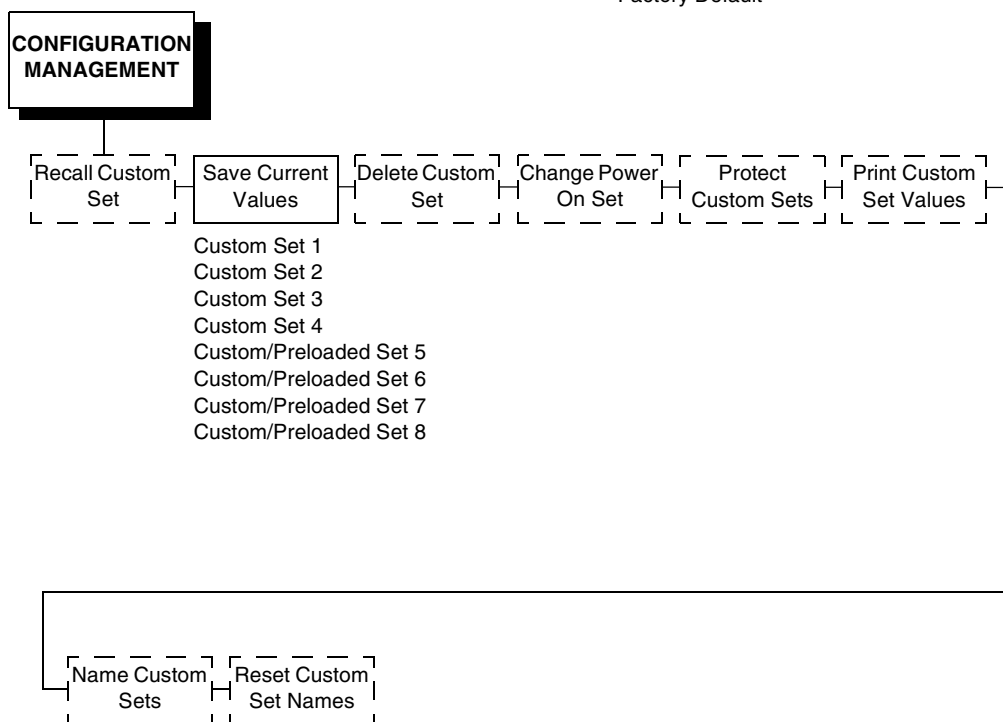 Factory Default
CONFIGURATION
MANAGEMENT
Recall Custom
Set
Save Current
Values
Delete Custom
Set
Change Power
On Set
Protect
Custom Sets
Print Custom
Set Values
Custom Set 1
Custom Set 2
Custom Set 3
Custom Set 4
Custom/Preloaded Set 5
Custom/Preloaded Set 6
Custom/Preloaded Set 7
Custom/Preloaded Set 8
Name Custom
Sets
Reset Custom
Set Names